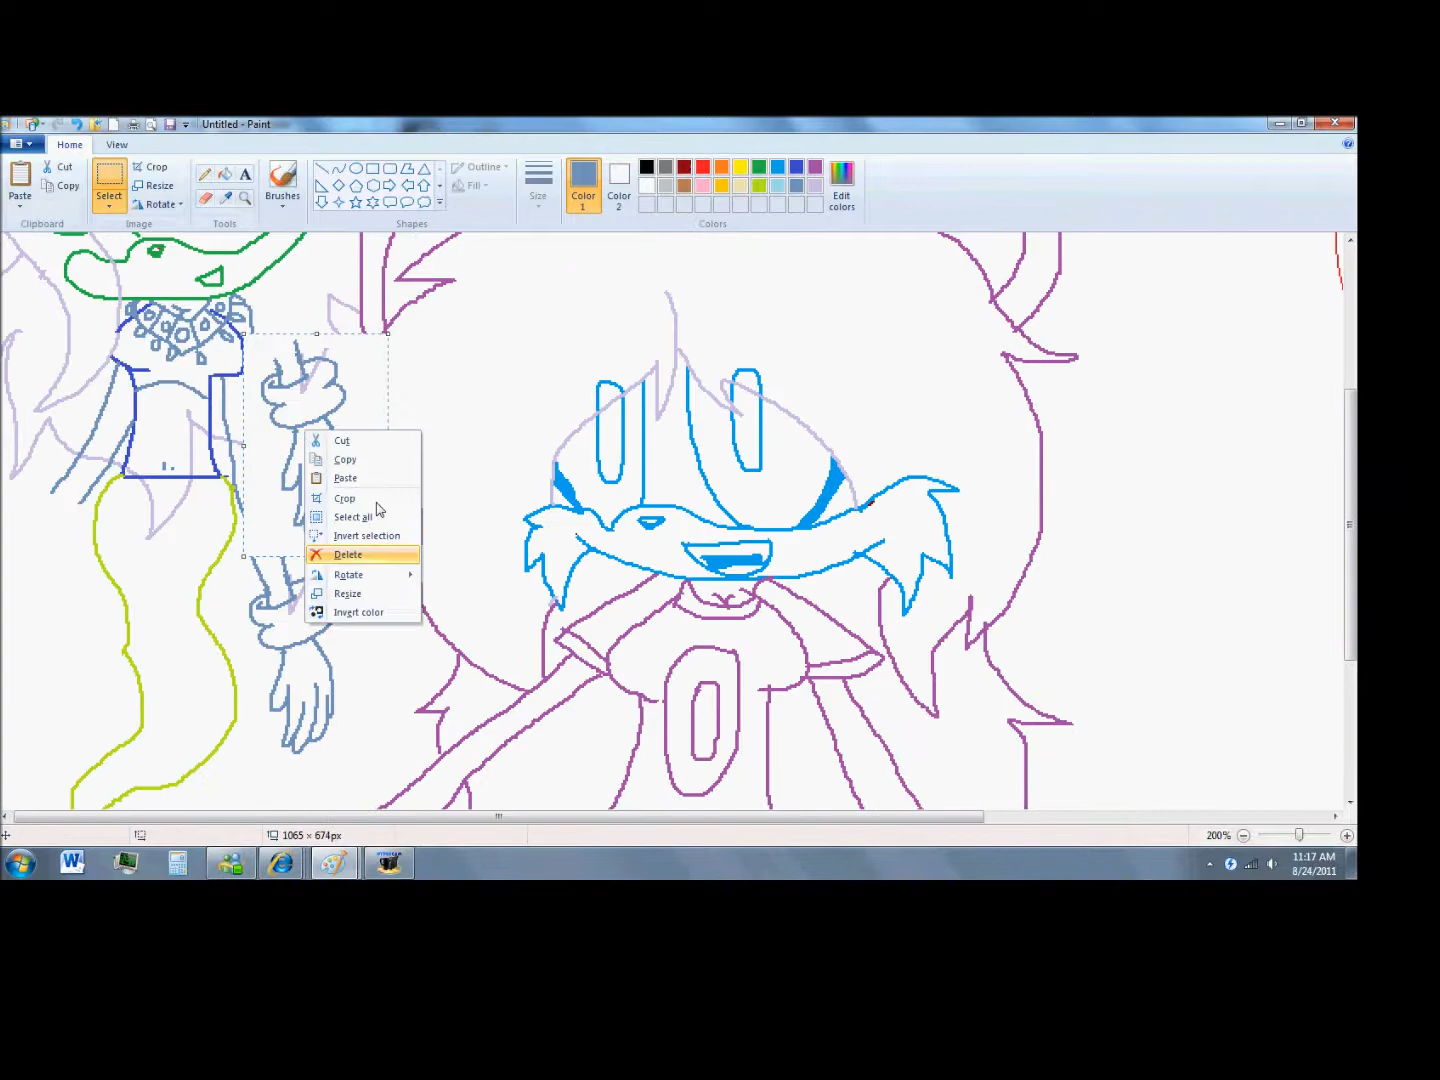 Untitled - Paint
Home View
Paste Cut Copy Clipboard
Select Crop Resize Rotate Image
A Tools
Brushes
Outline Fill Shapes
Size
Color 1 Color 2 Edit colors Colors
Cut
Copy
Paste
Crop
Select all
Invert selection
Delete
Rotate
Resize
Invert color
1065 × 674px 200%
W 11:17 AM
8/24/2011